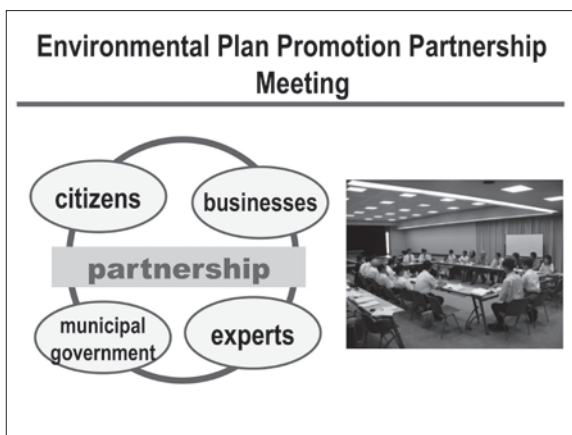 Environmental Plan Promotion Partnership
Meeting
citizens
businesses
partnership
municipal
government
experts